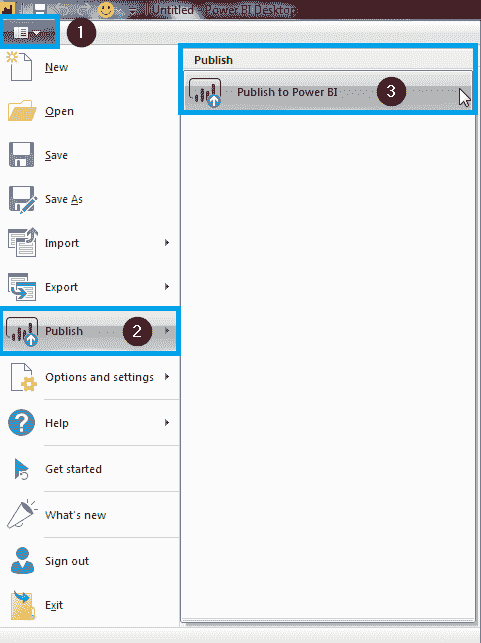 Untitled - Power BI Desktop
1
Publish
New
Publish to Power BI
3
Open
Save
Save As
Import
Export
Publish
2
Options and settings
Help
Get started
What's new
Sign out
Exit